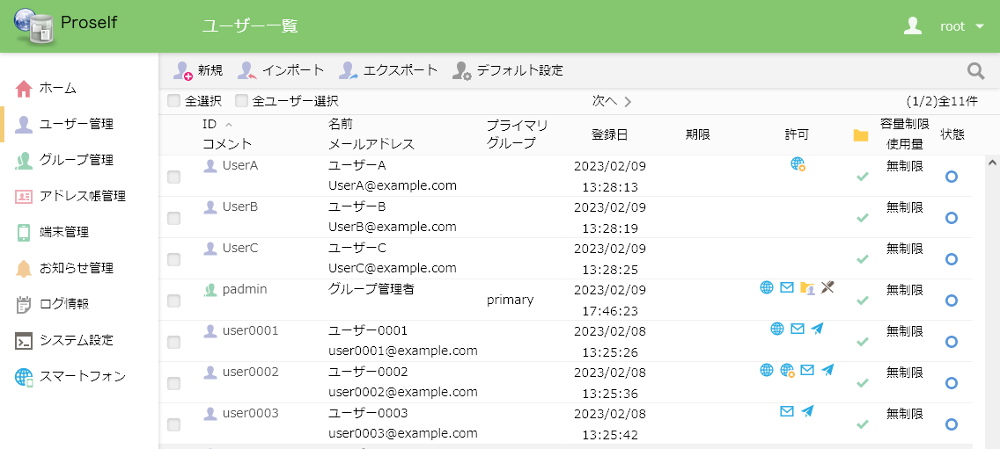 Proself
ユーザー一覧
root
ホーム
ユーザー管理
グループ管理
アドレス帳管理
端末管理
お知らせ管理
ログ情報
システム設定
スマートフォン
新規 インポート エクスポート デフォルト設定
全選択 全ユーザー選択 次へ (1/2)全11件
ID 名前 プライマリ 登録日 期限 許可 容量制限 状態
コメント メールアドレス グループ 使用量
UserA ユーザーA 2023/02/09 無制限
UserA@example.com 13:28:13
UserB ユーザーB 2023/02/09 無制限
UserB@example.com 13:28:19
UserC ユーザーC 2023/02/09 無制限
UserC@example.com 13:28:25
padmin グループ管理者 primary 2023/02/09 無制限
17:46:23
user0001 ユーザー0001 2023/02/08 無制限
user0001@example.com 13:25:26
user0002 ユーザー0002 2023/02/08 無制限
user0002@example.com 13:25:36
user0003 ユーザー0003 2023/02/08 無制限
user0003@example.com 13:25:42